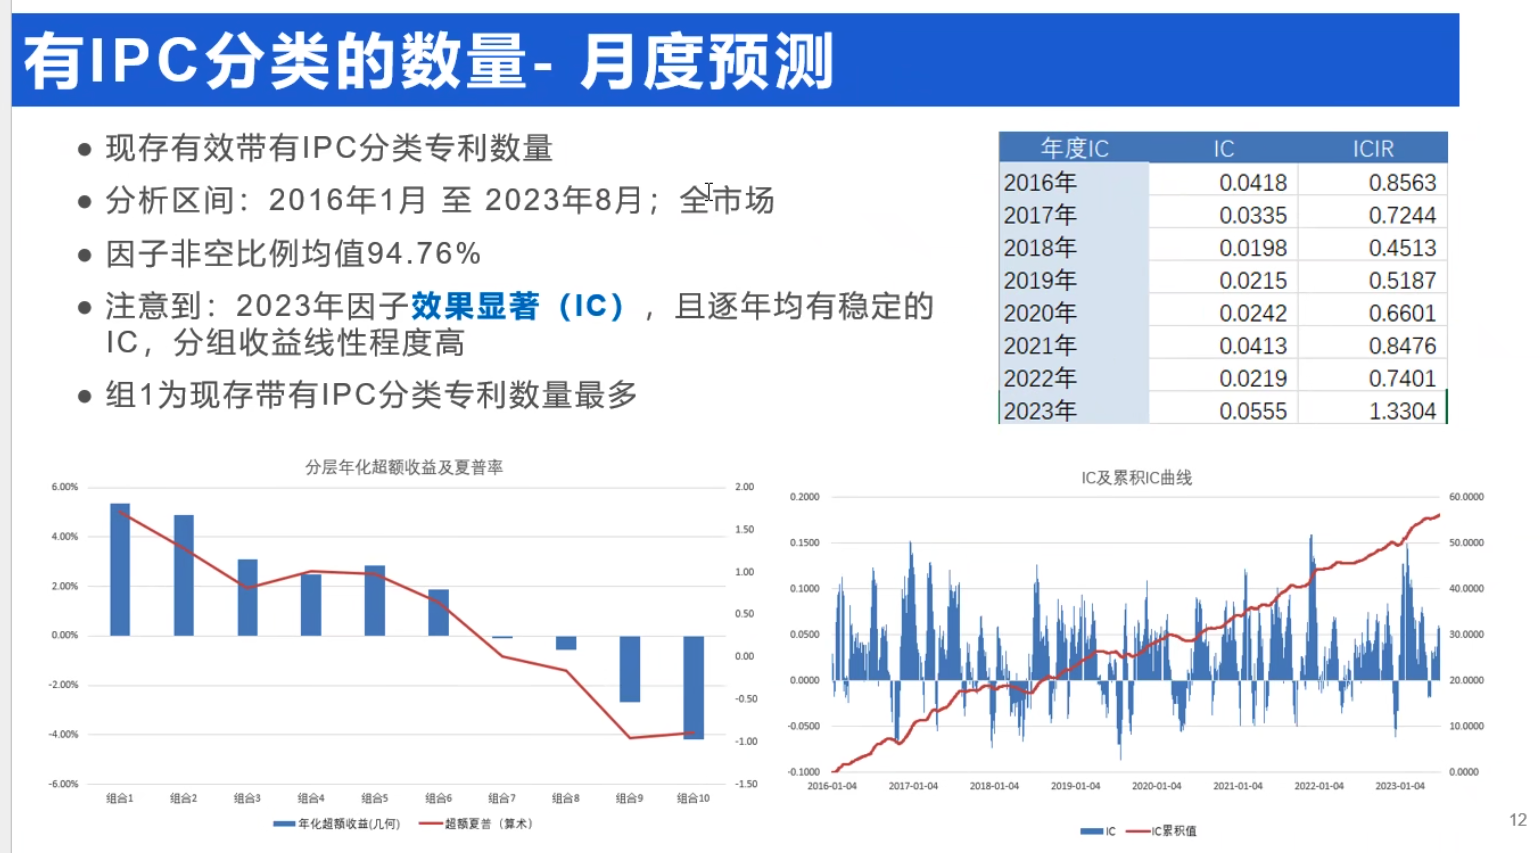 有IPC分类的数量- 月度预测
● 现存有效带有IPC分类专利数量
● 分析区间：2016年1月 至 2023年8月；全市场
● 因子非空比例均值94.76%
● 注意到：2023年因子效果显著（IC），且逐年均有稳定的
IC，分组收益线性程度高
● 组1为现存带有IPC分类专利数量最多
年度IC IC ICIR
2016年 0.0418 0.8563
2017年 0.0335 0.7244
2018年 0.0198 0.4513
2019年 0.0215 0.5187
2020年 0.0242 0.6601
2021年 0.0413 0.8476
2022年 0.0219 0.7401
2023年 0.0555 1.3304
分层年化超额收益及夏普率
6.00% 2.00
4.00% 1.50
2.00% 1.00
0.00% 0.50
-2.00% 0.00
-4.00% -0.50
-6.00% -1.00
-1.50
组合1 组合2 组合3 组合4 组合5 组合6 组合7 组合8 组合9 组合10
年化超额收益(几何) 超额夏普（算术）
IC及累积IC曲线
0.2000 60.0000
0.1500 50.0000
0.1000 40.0000
0.0500 30.0000
0.0000 20.0000
-0.0500 10.0000
-0.1000 0.0000
2016-01-04 2017-01-04 2018-01-04 2019-01-04 2020-01-04 2021-01-04 2022-01-04 2023-01-04
IC IC累积值
12